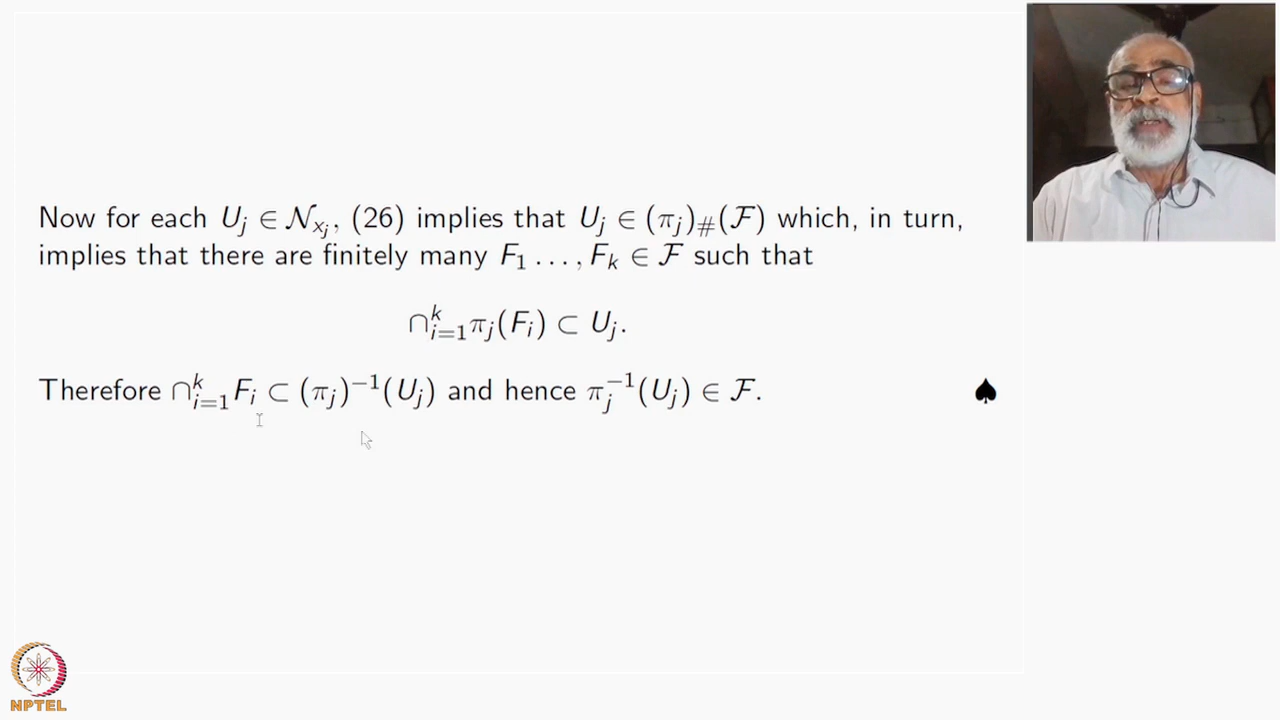 Now for each $U_j \in \mathcal{N}_{x_j}$, (26) implies that $U_j \in (\pi_j)_\#(\mathcal{F})$ which, in turn,
implies that there are finitely many $F_1 \ldots, F_k \in \mathcal{F}$ such that
$\cap_{i=1}^k \pi_j(F_i) \subset U_j.$
Therefore $\cap_{i=1}^k F_i \subset (\pi_j)^{-1}(U_j)$ and hence $\pi_j^{-1}(U_j) \in \mathcal{F}$. ♠
NPTEL